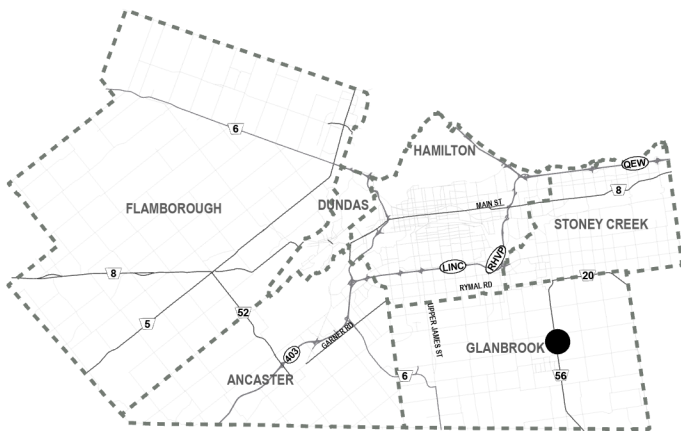 6
HAMILTON
QEW
8
MAIN ST
DUNDAS
FLAMBOROUGH
STONEY CREEK
LINC
RHVP
8
20
RYMAL RD
52
5
UPPER JAMES ST
403
GARNER RD
GLANBROOK
ANCASTER
6
56